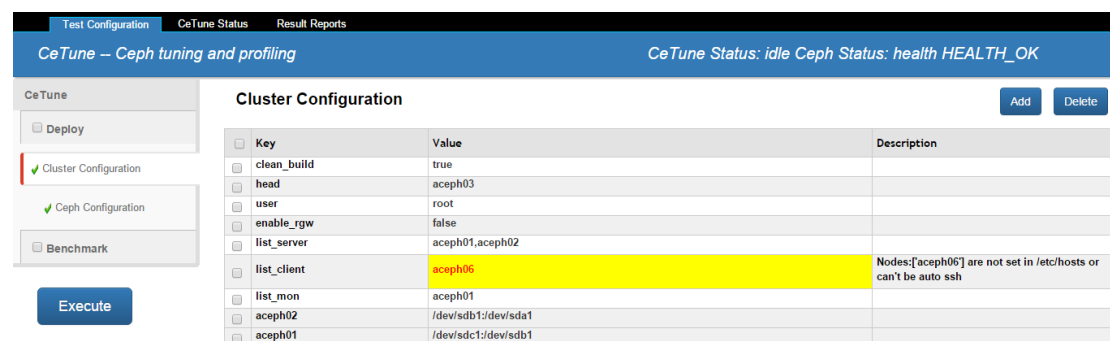 Test Configuration CeTune Status Result Reports
CeTune -- Ceph tuning and profiling CeTune Status: idle Ceph Status: health HEALTH_OK
CeTune
Deploy
Cluster Configuration
Ceph Configuration
Benchmark
Execute
Cluster Configuration
Add Delete
Key Value Description
clean_build true
head aceph03
user root
enable_rgw false
list_server aceph01,aceph02
list_client aceph06 Nodes:['aceph06'] are not set in /etc/hosts or
can't be auto ssh
list_mon aceph01
aceph02 /dev/sdb1:/dev/sda1
aceph01 /dev/sdc1:/dev/sdb1